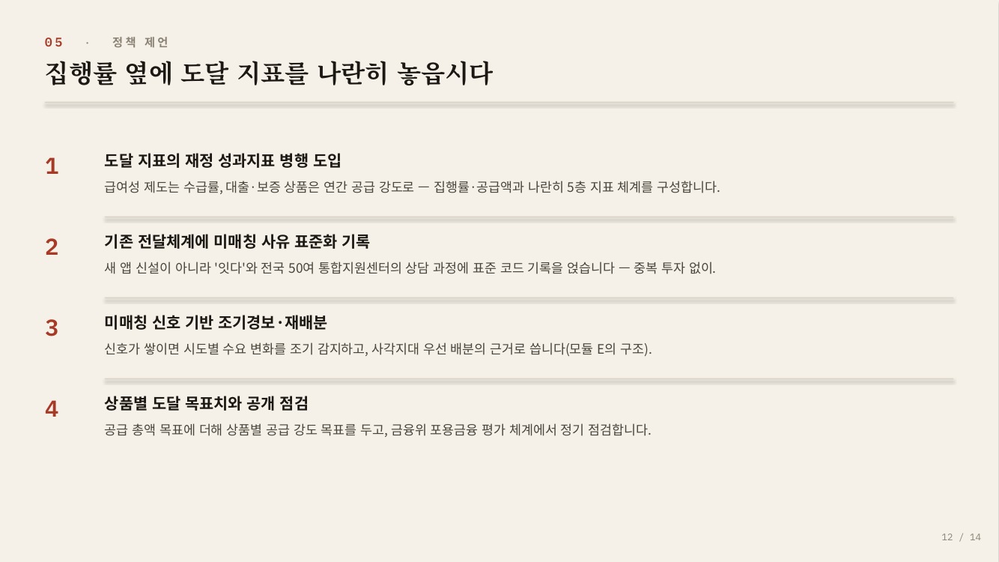 05 · 정책 제언
집행률 옆에 도달 지표를 나란히 놓읍시다
1
도달 지표의 재정 성과지표 병행 도입
급여성 제도는 수급률, 대출·보증 상품은 연간 공급 강도로 — 집행률·공급액과 나란히 5층 지표 체계를 구성합니다.
2
기존 전달체계에 미매칭 사유 표준화 기록
새 앱 신설이 아니라 '잇다'와 전국 50여 통합지원센터의 상담 과정에 표준 코드 기록을 얹습니다 — 중복 투자 없이.
3
미매칭 신호 기반 조기경보·재배분
신호가 쌓이면 시도별 수요 변화를 조기 감지하고, 사각지대 우선 배분의 근거로 씁니다(모듈 E의 구조).
4
상품별 도달 목표치와 공개 점검
공급 총액 목표에 더해 상품별 공급 강도 목표를 두고, 금융위 포용금융 평가 체계에서 정기 점검합니다.
12 / 14